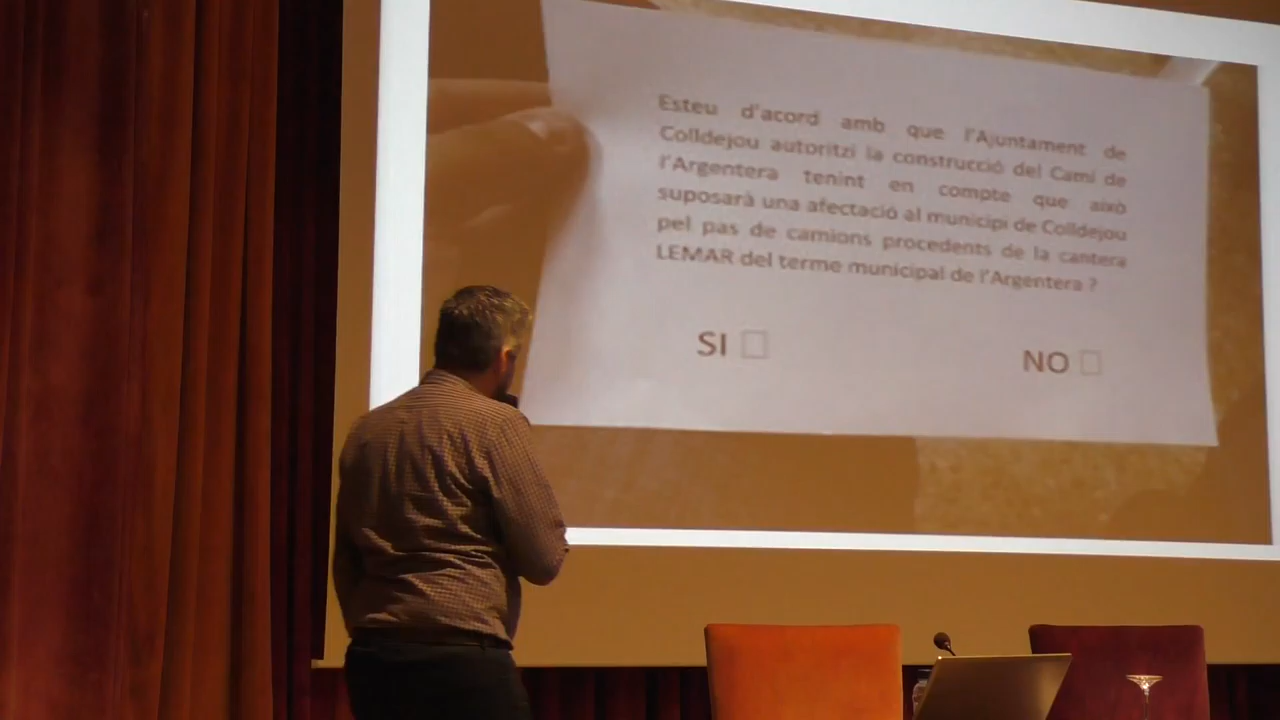 Esteu d'acord amb que l'Ajuntament de
Colldejou autoritzi la construcció del Camí de
l'Argentera tenint en compte que això
suposarà una afectació al municipi de Colldejou
pel pas de camions procedents de la cantera
LEMAR del terme municipal de l'Argentera ?
SI NO